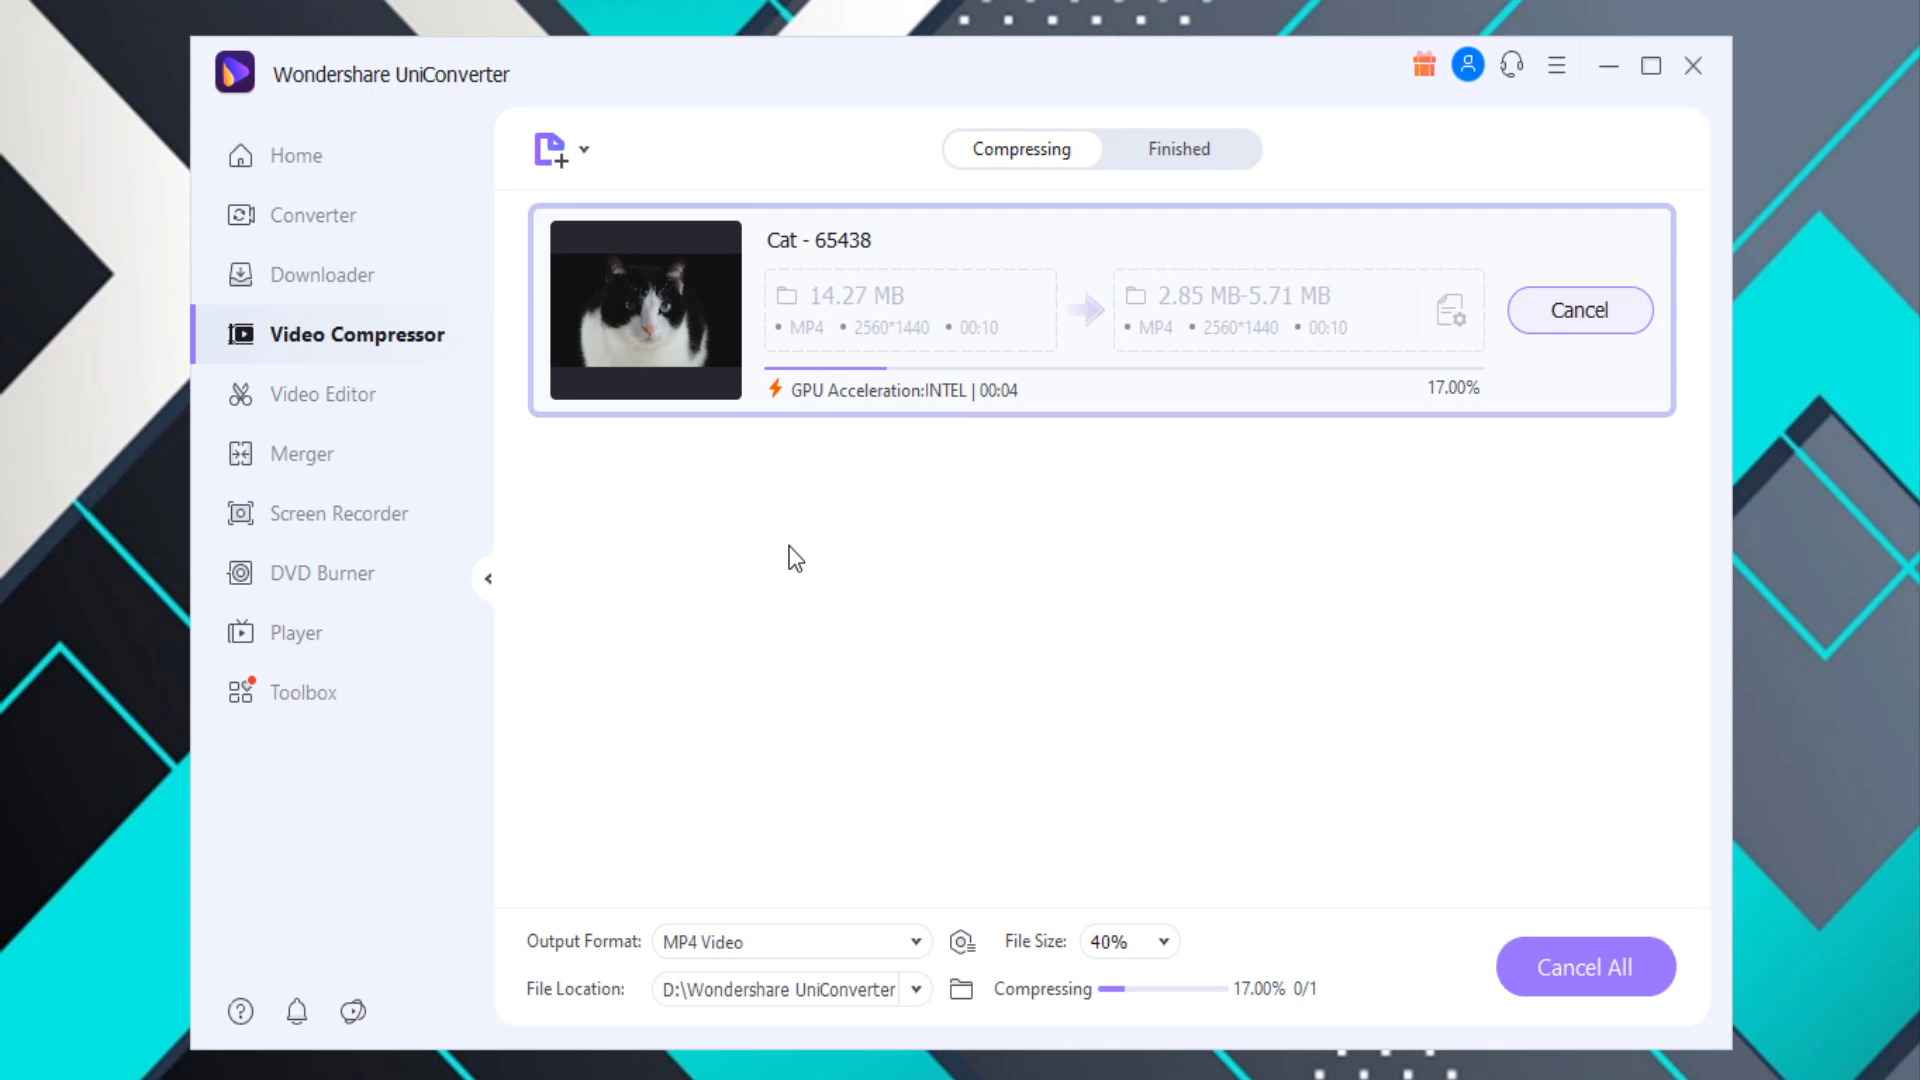 Wondershare UniConverter
Home
Converter
Downloader
Video Compressor
Video Editor
Merger
Screen Recorder
DVD Burner
Player
Toolbox
Compressing
Finished
Cat - 65438
14.27 MB
• MP4 • 2560*1440 • 00:10
2.85 MB-5.71 MB
• MP4 • 2560*1440 • 00:10
Cancel
GPU Acceleration:INTEL | 00:04
17.00%
Output Format: MP4 Video
File Size: 40%
File Location: D:\Wondershare UniConverter
Compressing 17.00% 0/1
Cancel All